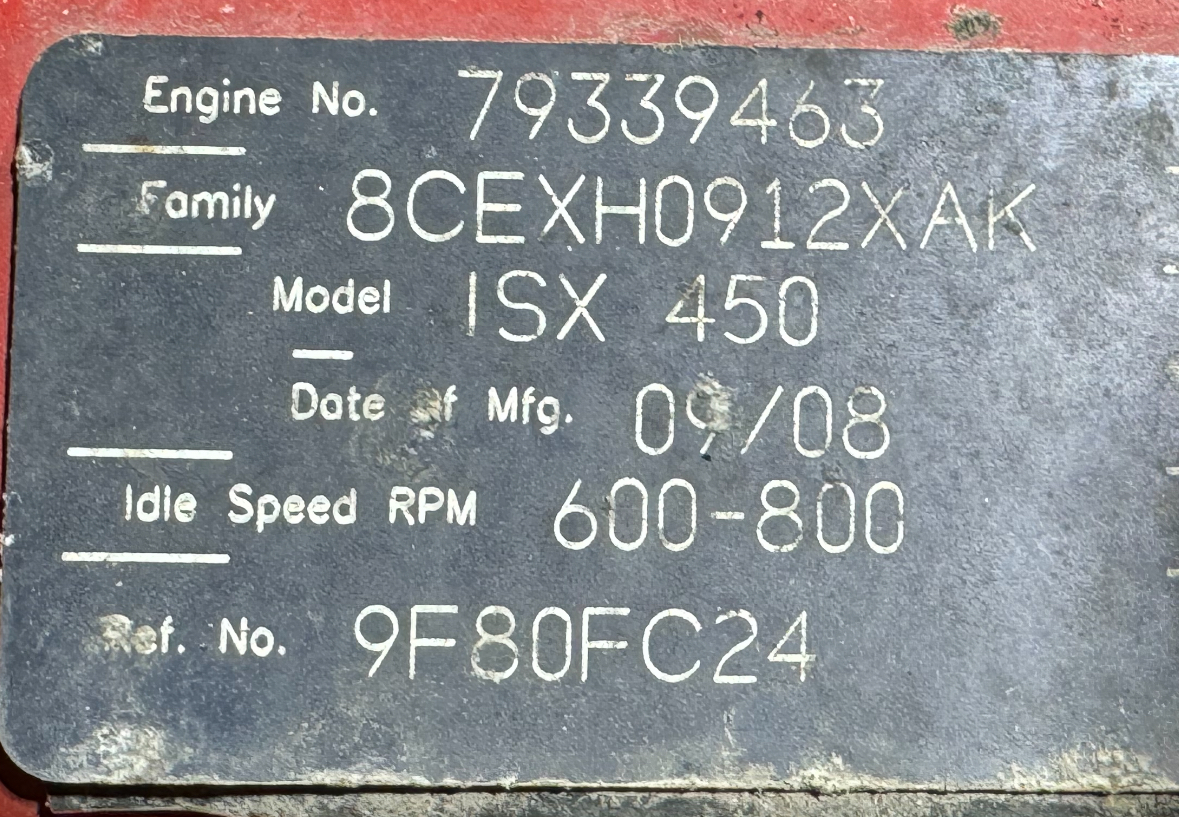 Engine No. 79339463
Family 8CEXH0912XAK
Model ISX 450
Date of Mfg. 09/08
Idle Speed RPM 600-800
Ref. No. 9F80FC24